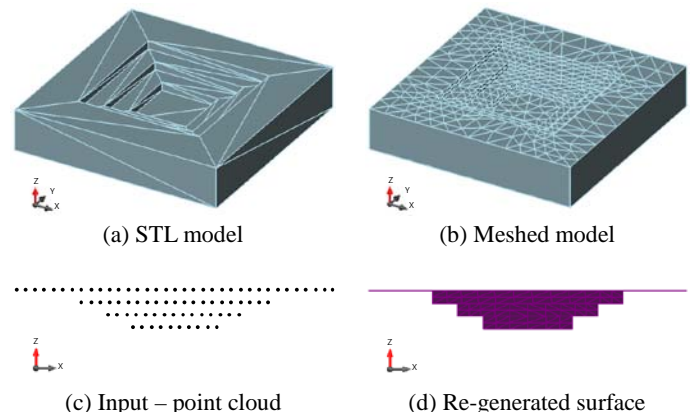 Z
Y
X
(a) STL model
Z
Y
X
(b) Meshed model
Z
X
(c) Input – point cloud
Z
X
(d) Re-generated surface